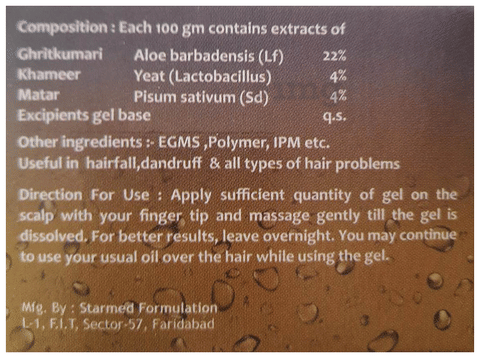 Composition : Each 100 gm contains extracts of
Ghritkumari Aloe barbadensis (Lf) 22%
Khameer Yeat (Lactobacillus) 4%
Matar Pisum sativum (Sd) 4%
Excipients gel base q.s.
Other ingredients :- EGMS ,Polymer, IPM etc.
Useful in hairfall,dandruff & all types of hair problems
Direction For Use : Apply sufficient quantity of gel on the
scalp with your finger tip and massage gently till the gel is
dissolved. For better results, leave overnight. You may continue
to use your usual oil over the hair while using the gel.
Mfg. By : Starmed Formulation
L-1, F.I.T, Sector-57, Faridabad